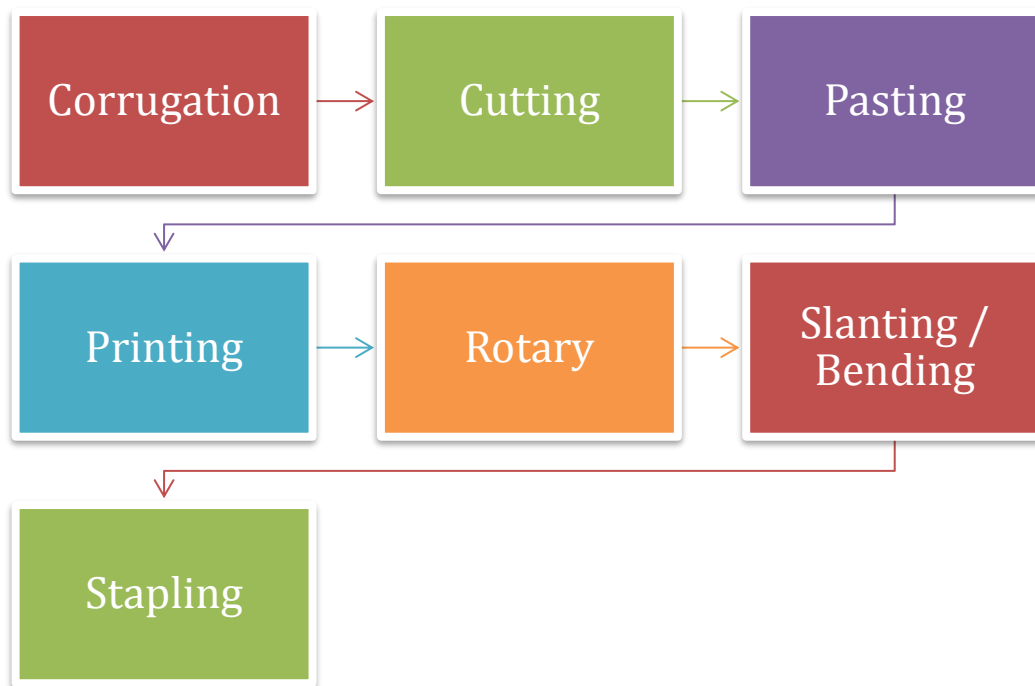 Corrugation
Cutting
Pasting
Printing
Rotary
Slanting /
Bending
Stapling